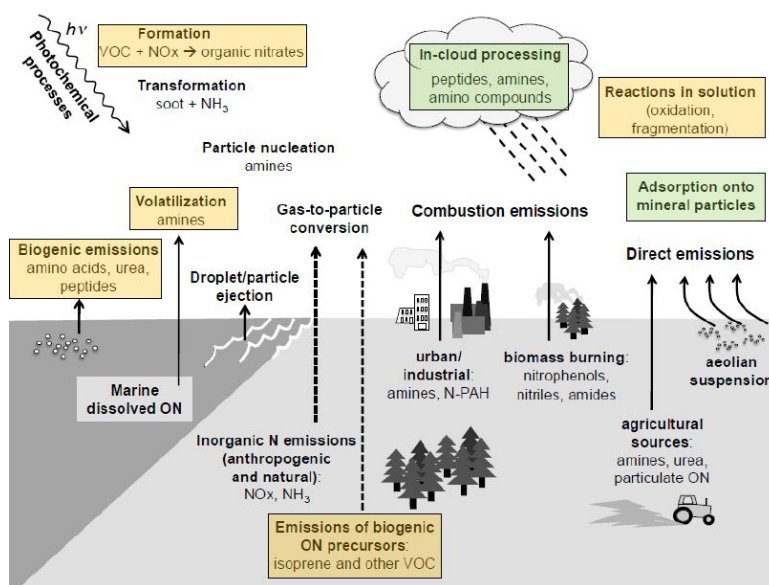 hν
Photochemical
processes
Formation
VOC + NOx → organic nitrates
Transformation
soot + NH₃
Particle nucleation
amines
In-cloud processing
peptides, amines,
amino compounds
Reactions in solution
(oxidation,
fragmentation)
Adsorption onto
mineral particles
Volatilization
amines
Biogenic emissions
amino acids, urea,
peptides
Droplet/particle
ejection
Gas-to-particle
conversion
Combustion emissions
Direct emissions
Marine
dissolved ON
urban/
industrial:
amines, N-PAH
biomass burning:
nitrophenols,
nitriles, amides
aeolian
suspension
Inorganic N emissions
(anthropogenic
and natural):
NOx, NH₃
agricultural
sources:
amines, urea,
particulate ON
Emissions of biogenic
ON precursors:
isoprene and other VOC